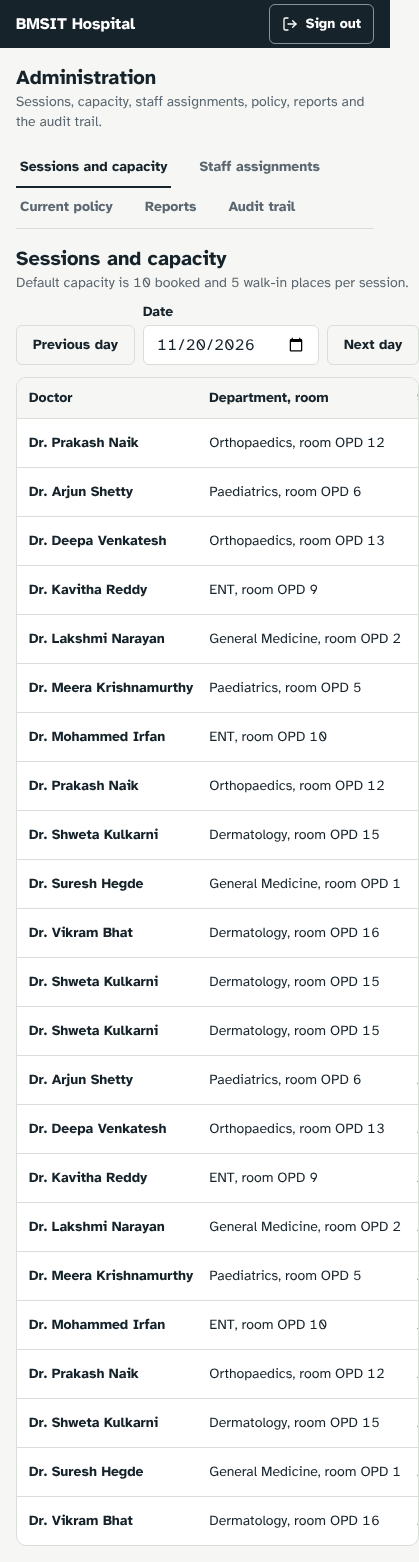 BMSIT Hospital
Sign out
Administration
Sessions, capacity, staff assignments, policy, reports and
the audit trail.
Sessions and capacity
Staff assignments
Current policy
Reports
Audit trail
Sessions and capacity
Default capacity is 10 booked and 5 walk-in places per session.
Date
Previous day
11/20/2026
Next day
Doctor
Department, room
Dr. Prakash Naik
Orthopaedics, room OPD 12
Dr. Arjun Shetty
Paediatrics, room OPD 6
Dr. Deepa Venkatesh
Orthopaedics, room OPD 13
Dr. Kavitha Reddy
ENT, room OPD 9
Dr. Lakshmi Narayan
General Medicine, room OPD 2
Dr. Meera Krishnamurthy
Paediatrics, room OPD 5
Dr. Mohammed Irfan
ENT, room OPD 10
Dr. Prakash Naik
Orthopaedics, room OPD 12
Dr. Shweta Kulkarni
Dermatology, room OPD 15
Dr. Suresh Hegde
General Medicine, room OPD 1
Dr. Vikram Bhat
Dermatology, room OPD 16
Dr. Shweta Kulkarni
Dermatology, room OPD 15
Dr. Shweta Kulkarni
Dermatology, room OPD 15
Dr. Arjun Shetty
Paediatrics, room OPD 6
Dr. Deepa Venkatesh
Orthopaedics, room OPD 13
Dr. Kavitha Reddy
ENT, room OPD 9
Dr. Lakshmi Narayan
General Medicine, room OPD 2
Dr. Meera Krishnamurthy
Paediatrics, room OPD 5
Dr. Mohammed Irfan
ENT, room OPD 10
Dr. Prakash Naik
Orthopaedics, room OPD 12
Dr. Shweta Kulkarni
Dermatology, room OPD 15
Dr. Suresh Hegde
General Medicine, room OPD 1
Dr. Vikram Bhat
Dermatology, room OPD 16